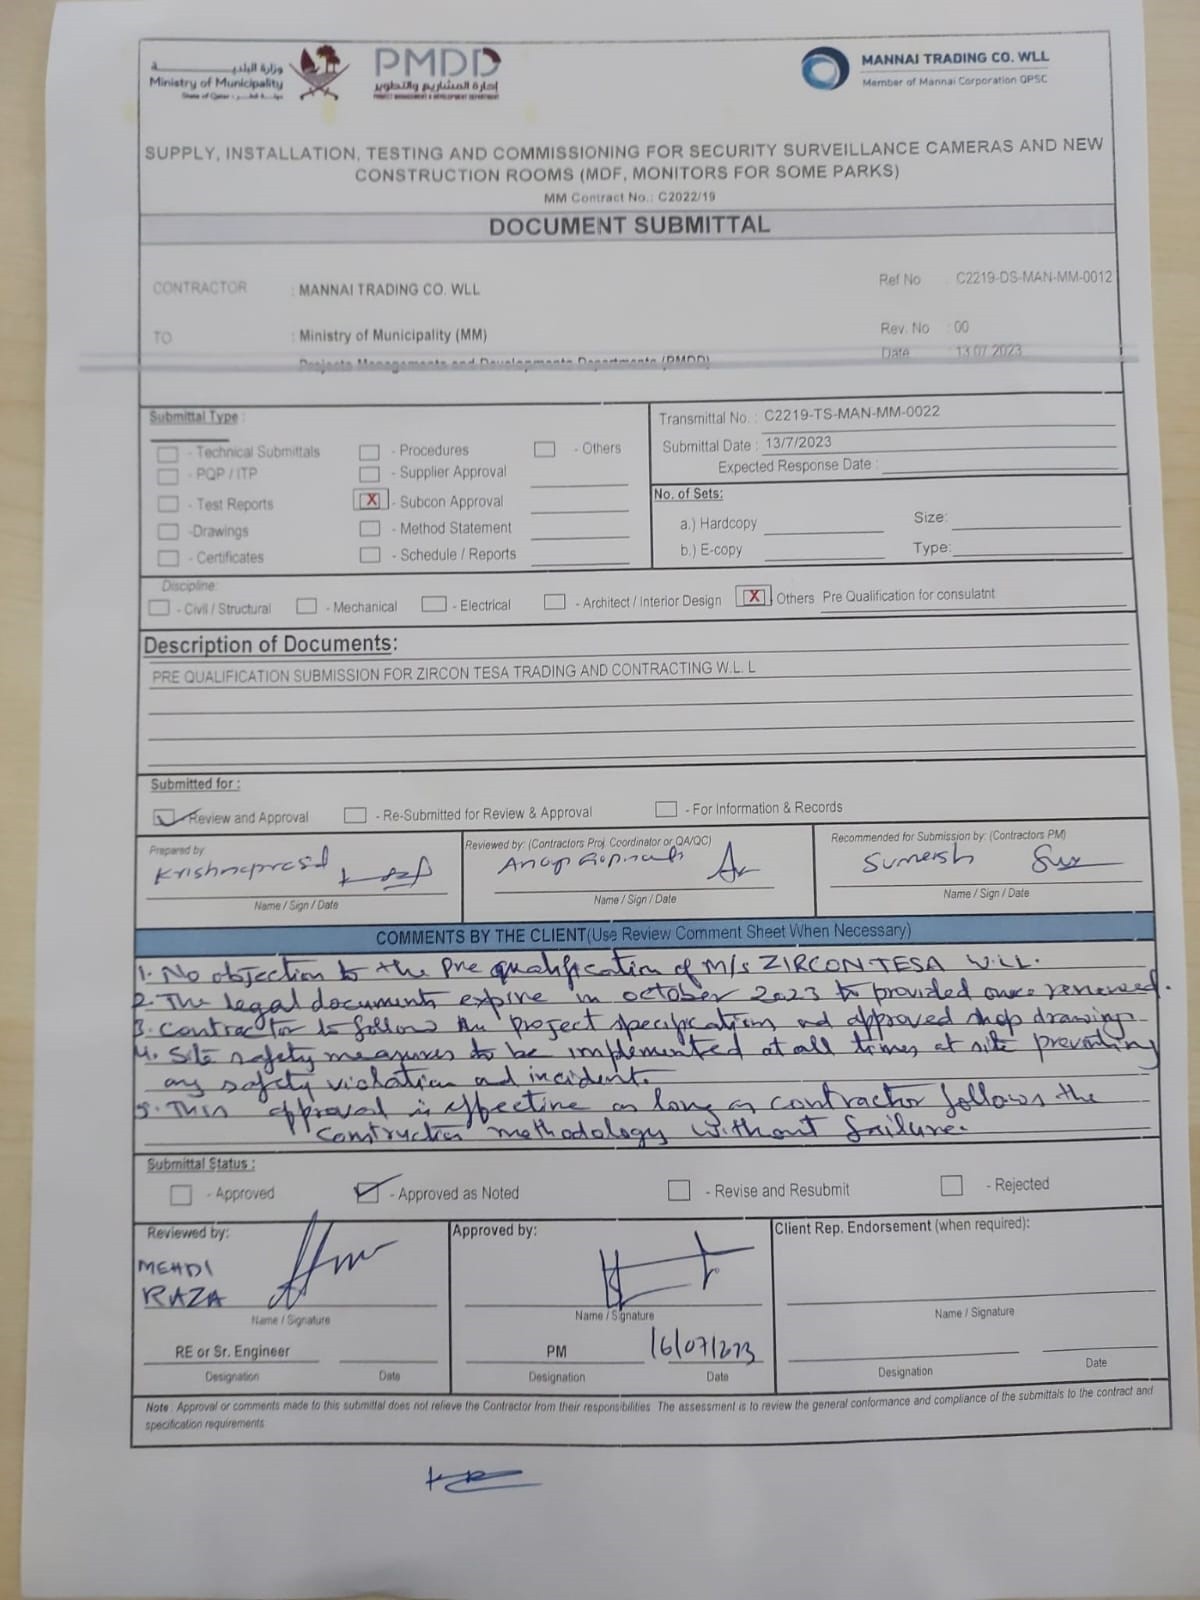 وزارة البلدية
Ministry of Municipality
State of Qatar
PMDD
إدارة المشاريع والتطوير
PROJECT MANAGEMENT & DEVELOPMENT DEPARTMENT
MANNAI TRADING CO. WLL
Member of Mannai Corporation QPSC
SUPPLY, INSTALLATION, TESTING AND COMMISSIONING FOR SECURITY SURVEILLANCE CAMERAS AND NEW
CONSTRUCTION ROOMS (MDF, MONITORS FOR SOME PARKS)
MM Contract No.: C2022/19
DOCUMENT SUBMITTAL
CONTRACTOR : MANNAI TRADING CO. WLL Ref No : C2219-DS-MAN-MM-0012
TO : Ministry of Municipality (MM) Rev. No : 00
Projects Managements and Developments Departments (PMDD) Date : 13.07.2023
Submittal Type :
- Technical Submittals - Procedures - Others
- PQP / ITP - Supplier Approval
- Test Reports X - Subcon Approval
-Drawings - Method Statement
- Certificates - Schedule / Reports
Transmittal No. : C2219-TS-MAN-MM-0022
Submittal Date : 13/7/2023
Expected Response Date :
No. of Sets:
a.) Hardcopy Size:
b.) E-copy Type:
Discipline:
- Civil / Structural - Mechanical - Electrical - Architect / Interior Design X Others Pre Qualification for consulatnt
Description of Documents:
PRE QUALIFICATION SUBMISSION FOR ZIRCON TESA TRADING AND CONTRACTING W.L. L
Submitted for :
Review and Approval - Re-Submitted for Review & Approval - For Information & Records
Prepared by: Reviewed by: (Contractors Proj. Coordinator or QA/QC) Recommended for Submission by: (Contractors PM)
Krishnaprasd Anop Gopinath Sumersh
Name / Sign / Date Name / Sign / Date Name / Sign / Date
COMMENTS BY THE CLIENT(Use Review Comment Sheet When Necessary)
1. No objection to the pre qualification of M/s ZIRCON TESA W.LL.
2. The legal documents expire in october 2023 to provided once renewed.
3. Contractor to follow the project specification and approved shop drawing
4. Site safety measures to be implemented at all times at site preventing
any safety violation and incident.
5. This approval is effective as long as contractor follows the
construction methodology without failure.
Submittal Status :
- Approved - Approved as Noted - Revise and Resubmit - Rejected
Reviewed by: Approved by: Client Rep. Endorsement (when required):
MEHDI
RAZA
Name / Signature Name / Signature Name / Signature
RE or Sr. Engineer PM 16/07/2023
Designation Date Designation Date Designation Date
Note : Approval or comments made to this submittal does not relieve the Contractor from their responsibilities. The assessment is to review the general conformance and compliance of the submittals to the contract and
specification requirements.